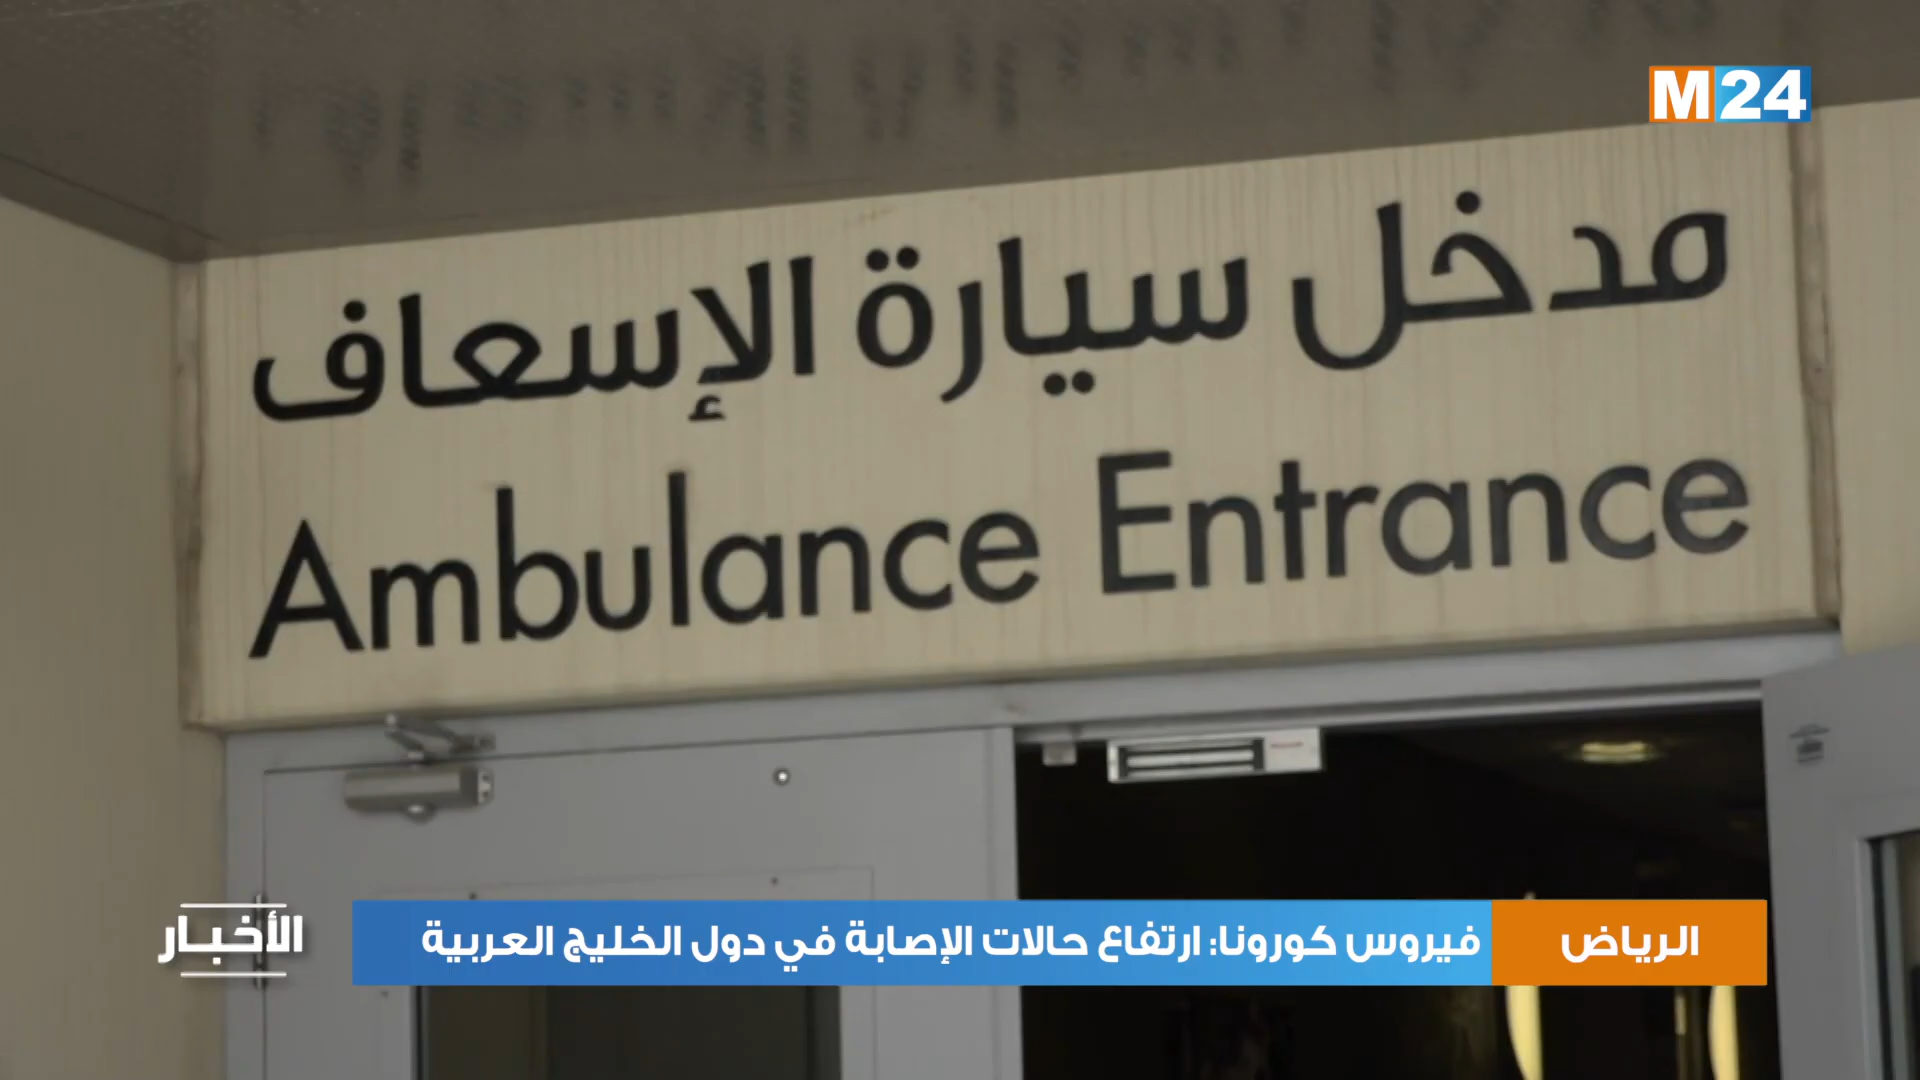 M24
مدخل سيارة الإسعاف
Ambulance Entrance
الرياض
فيروس كورونا: ارتفاع حالات الإصابة في دول الخليج العربية
الأخبار